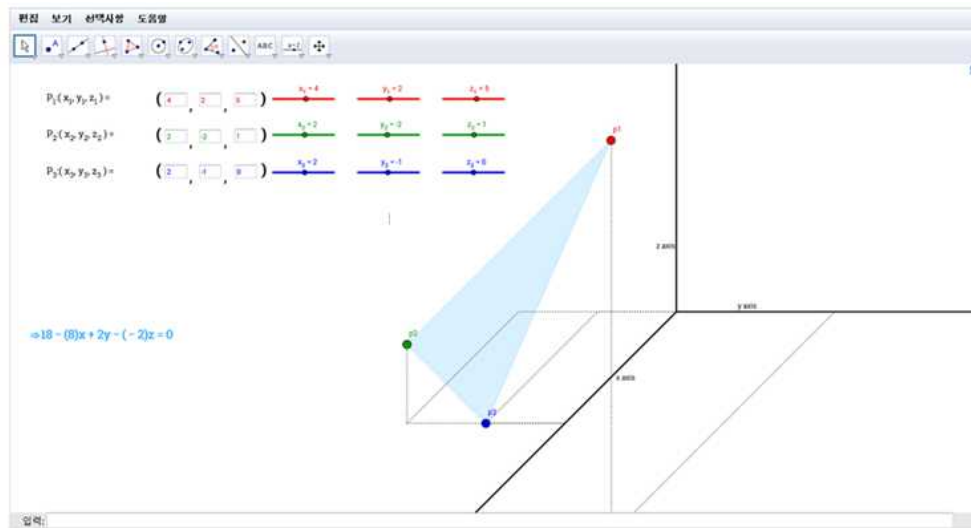 편집 보기 선택사항 도움말
ABC
P₁(x₁, y₁, z₁)= ( 4 , 2 , 5 ) x₁ = 4 y₁ = 2 z₁ = 5
P₂(x₂, y₂, z₂)= ( 2 , -2 , 1 ) x₂ = 2 y₂ = -2 z₂ = 1
P₃(x₃, y₃, z₃)= ( 2 , -1 , 0 ) x₃ = 2 y₃ = -1 z₃ = 0
p1
z axis
y axis
⇒18 - (8)x + 2y - ( - 2)z = 0
x axis
입력: